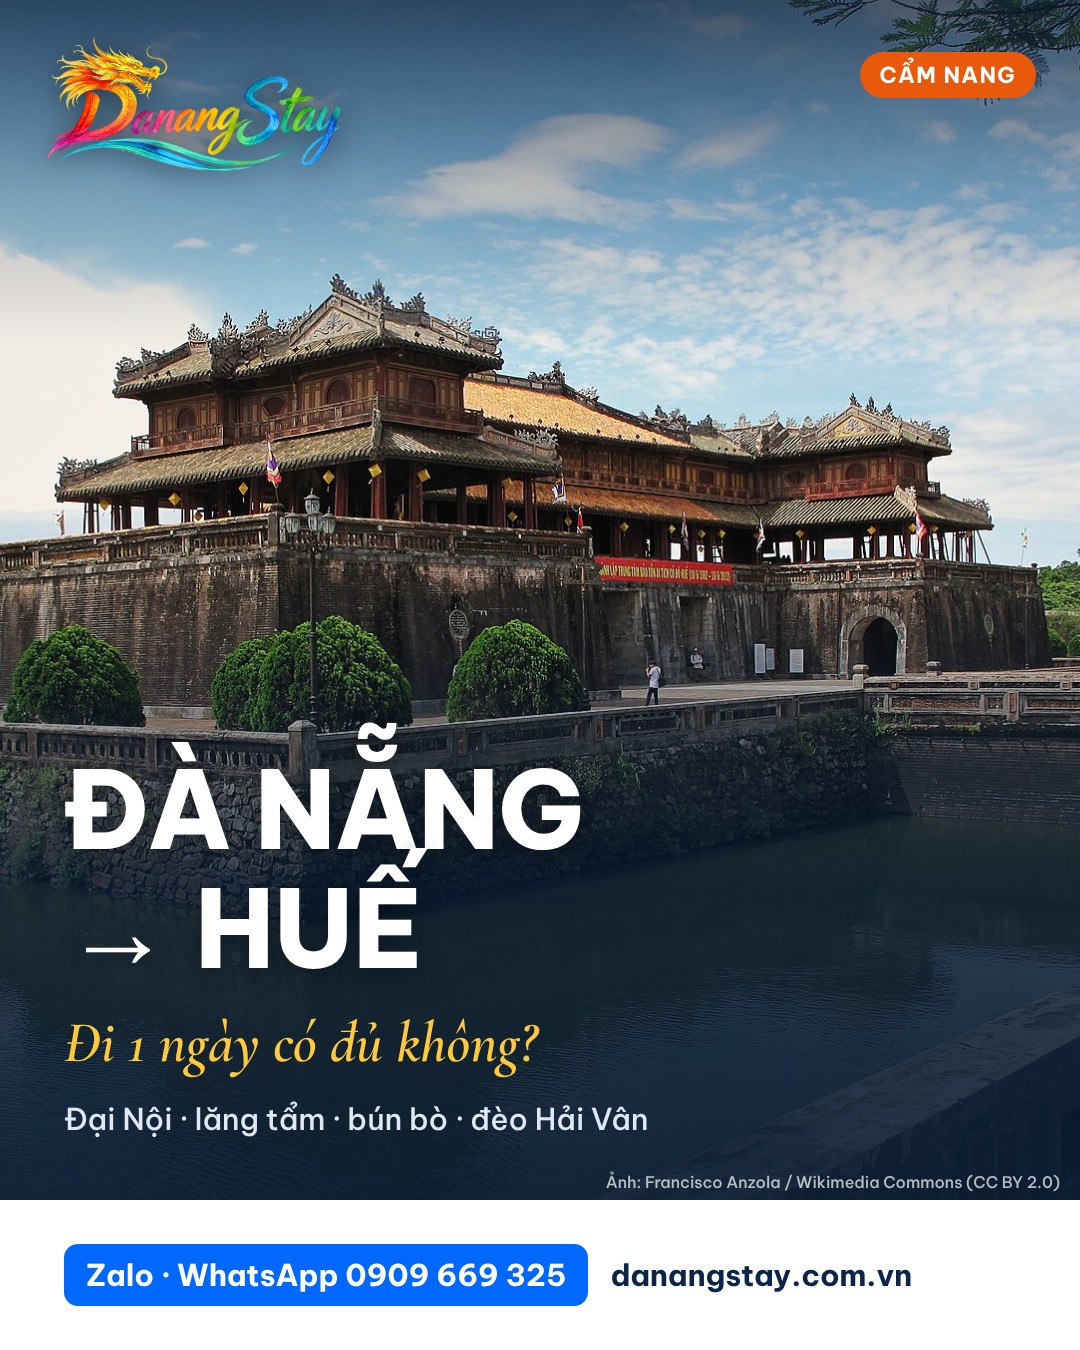 DanangStay
CẨM NANG
ĐÀ NẴNG
→ HUẾ
Đi 1 ngày có đủ không?
Đại Nội · lăng tẩm · bún bò · đèo Hải Vân
Ảnh: Francisco Anzola / Wikimedia Commons (CC BY 2.0)
Zalo · WhatsApp 0909 669 325
danangstay.com.vn